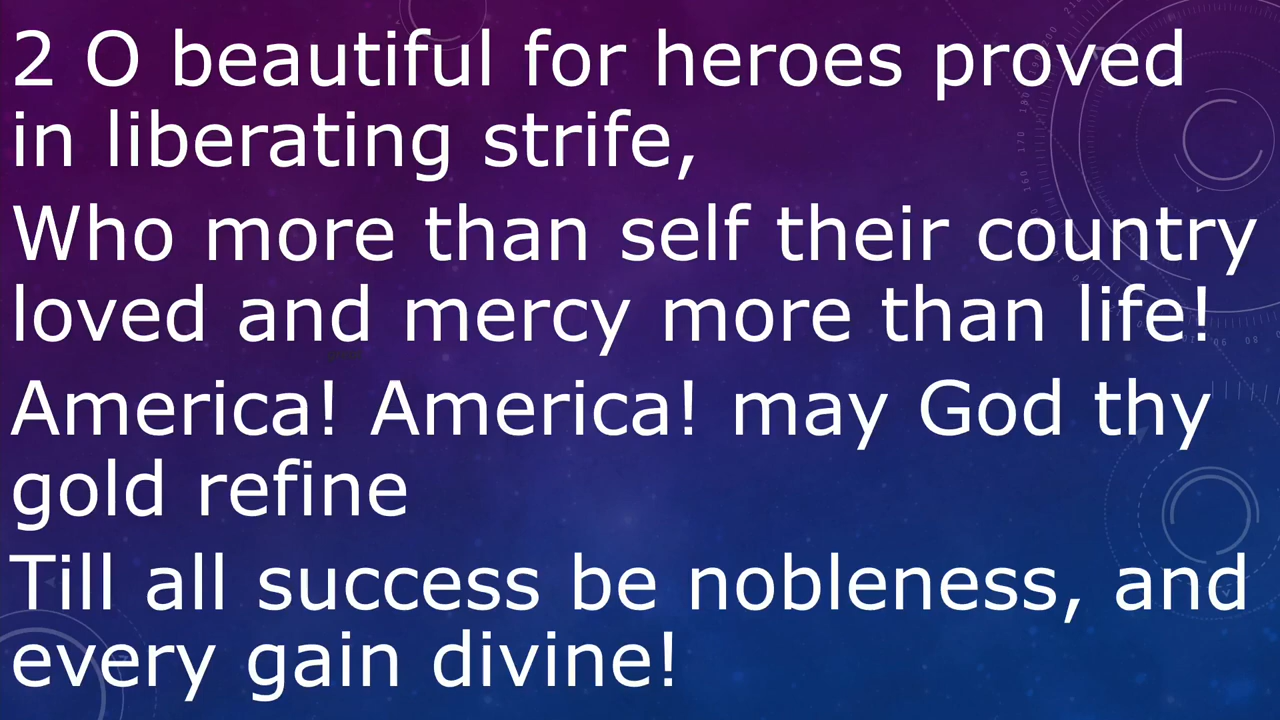 2 O beautiful for heroes proved
in liberating strife,
Who more than self their country
loved and mercy more than life!
America! America! may God thy
gold refine
Till all success be nobleness, and
every gain divine!